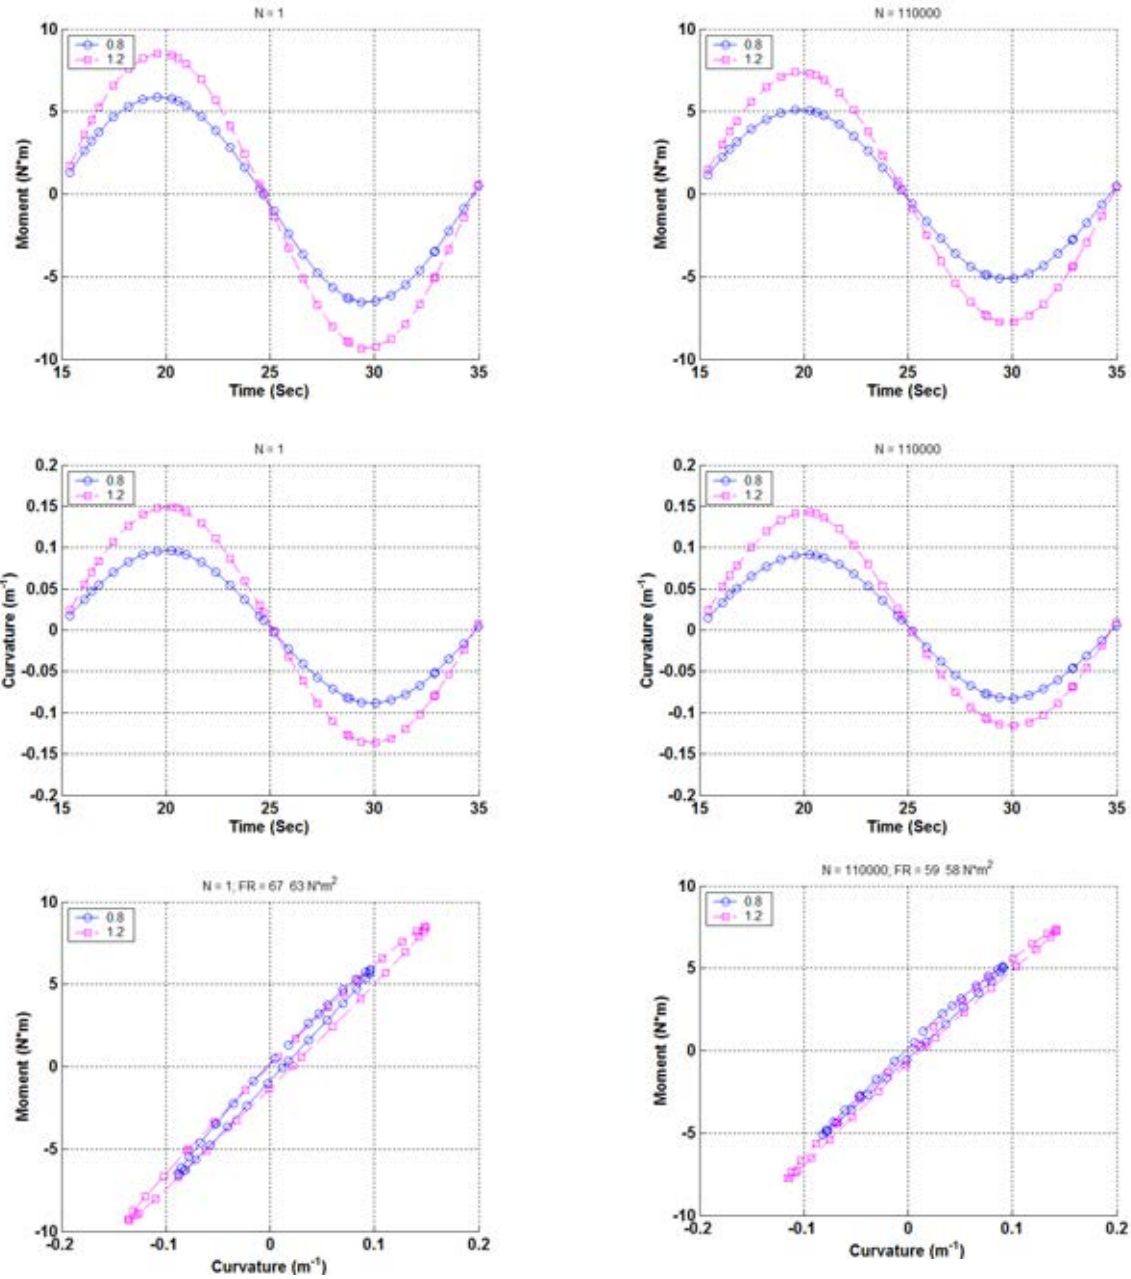 N = 1
0.8
1.2
10
5
0
-5
-10
Moment (N*m)
15 20 25 30 35
Time (Sec)
N = 110000
0.8
1.2
10
5
0
-5
-10
Moment (N*m)
15 20 25 30 35
Time (Sec)
N = 1
0.8
1.2
0.2
0.15
0.1
0.05
0
-0.05
-0.1
-0.15
-0.2
Curvature (m-1)
15 20 25 30 35
Time (Sec)
N = 110000
0.8
1.2
0.2
0.15
0.1
0.05
0
-0.05
-0.1
-0.15
-0.2
Curvature (m-1)
15 20 25 30 35
Time (Sec)
N = 1; FR = 67 63 N*m2
0.8
1.2
10
5
0
-5
-10
Moment (N*m)
-0.2 -0.1 0 0.1 0.2
Curvature (m-1)
N = 110000; FR = 59 58 N*m2
0.8
1.2
10
5
0
-5
-10
Moment (N*m)
-0.2 -0.1 0 0.1 0.2
Curvature (m-1)